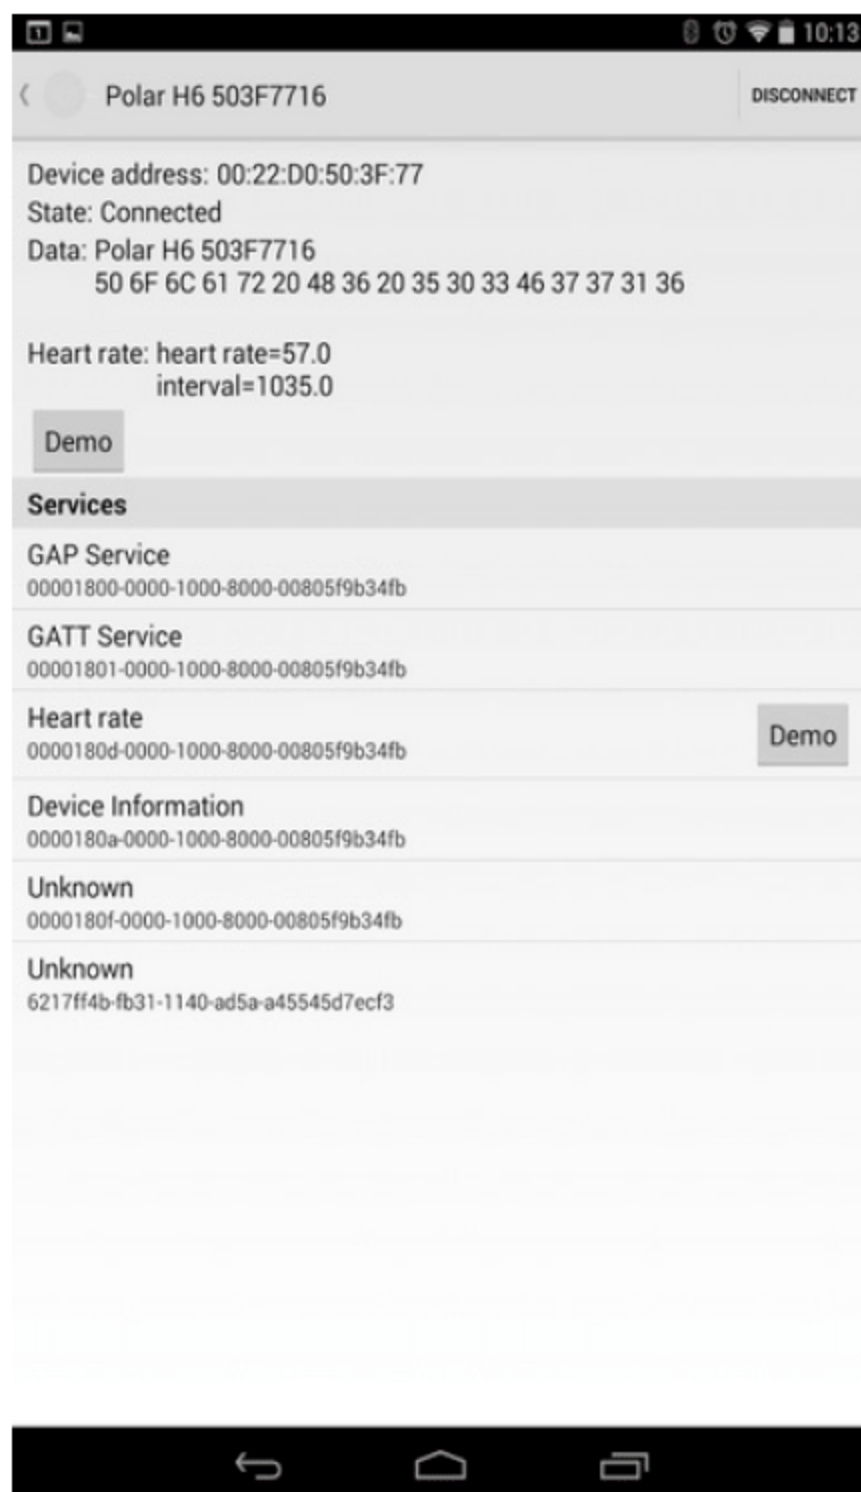 1
10:13
Polar H6 503F7716
DISCONNECT
Device address: 00:22:D0:50:3F:77
State: Connected
Data: Polar H6 503F7716
50 6F 6C 61 72 20 48 36 20 35 30 33 46 37 37 31 36
Heart rate: heart rate=57.0
interval=1035.0
Demo
Services
GAP Service
00001800-0000-1000-8000-00805f9b34fb
GATT Service
00001801-0000-1000-8000-00805f9b34fb
Heart rate
0000180d-0000-1000-8000-00805f9b34fb
Demo
Device Information
0000180a-0000-1000-8000-00805f9b34fb
Unknown
0000180f-0000-1000-8000-00805f9b34fb
Unknown
6217ff4b-fb31-1140-ad5a-a45545d7ecf3